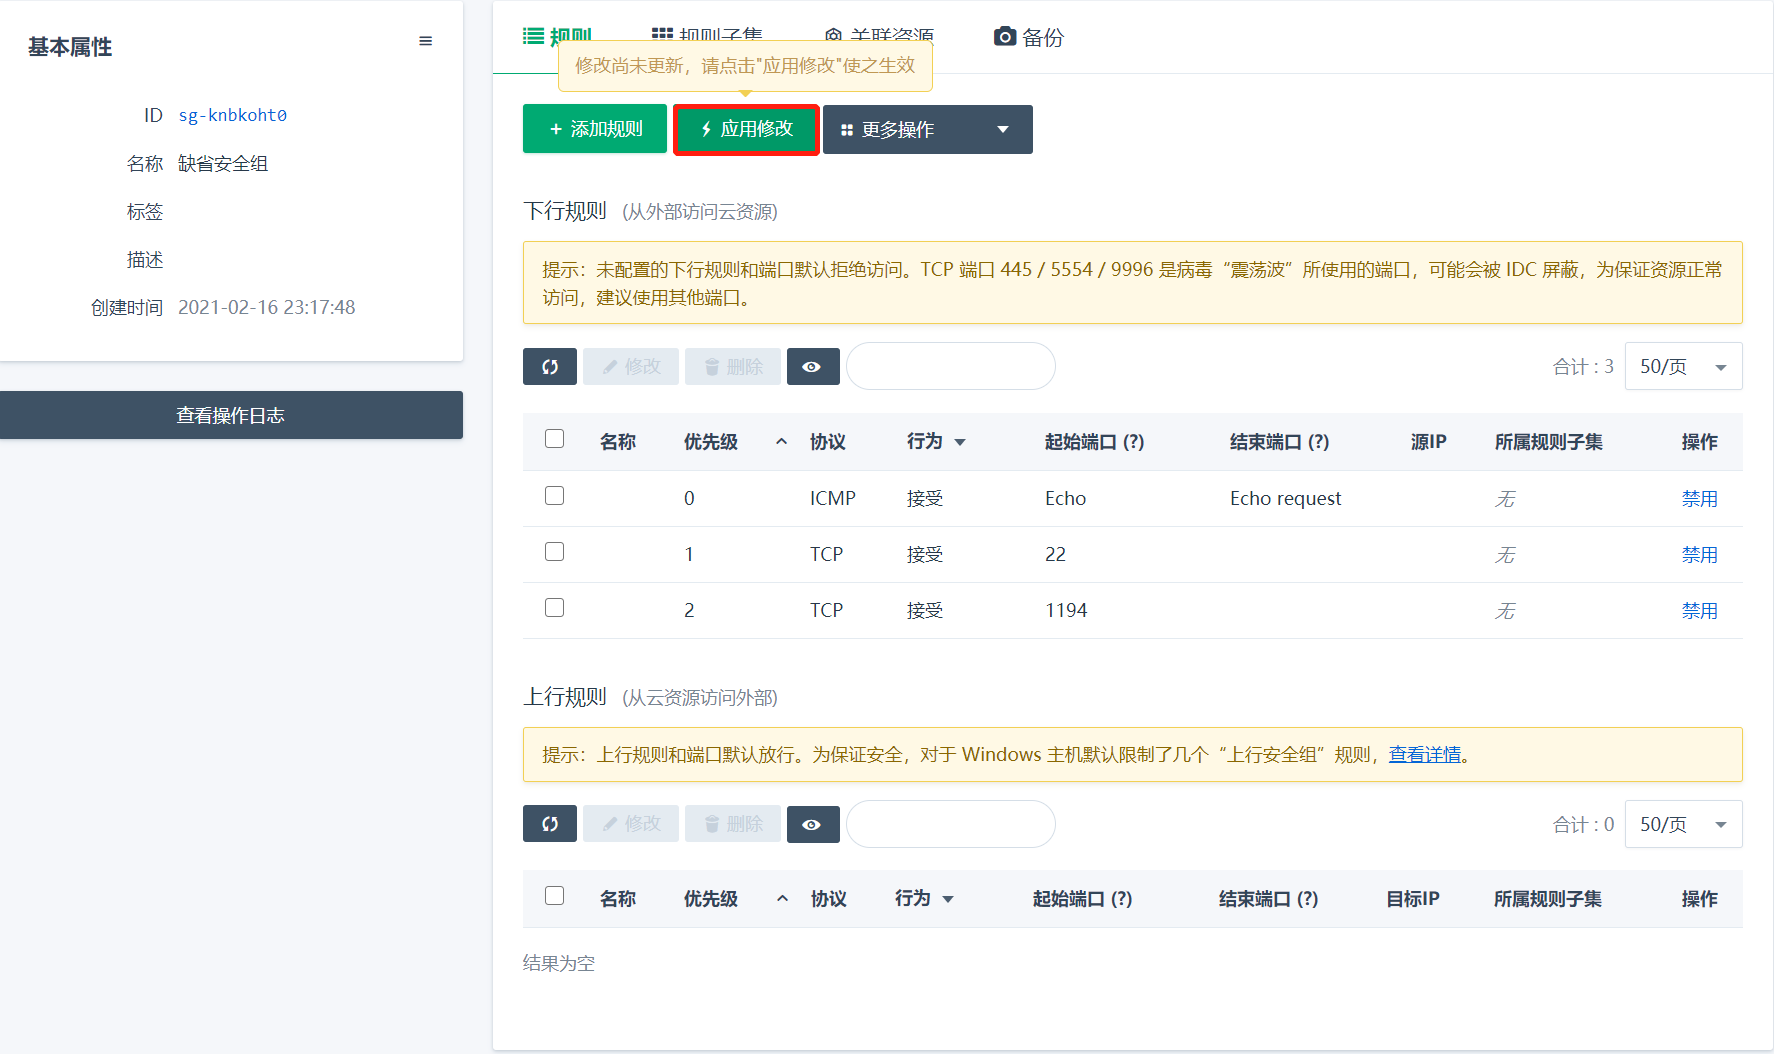 基本属性
ID sg-knbkoht0
名称 缺省安全组
标签
描述
创建时间 2021-02-16 23:17:48
查看操作日志
规则 规则子集 关联资源 备份
修改尚未更新，请点击"应用修改"使之生效
+ 添加规则 应用修改 更多操作
下行规则 (从外部访问云资源)
提示：未配置的下行规则和端口默认拒绝访问。TCP 端口 445 / 5554 / 9996 是病毒“震荡波”所使用的端口，可能会被 IDC 屏蔽，为保证资源正常
访问，建议使用其他端口。
修改 删除 合计 : 3 50/页
名称 优先级 协议 行为 起始端口 (?) 结束端口 (?) 源IP 所属规则子集 操作
0 ICMP 接受 Echo Echo request 无 禁用
1 TCP 接受 22 无 禁用
2 TCP 接受 1194 无 禁用
上行规则 (从云资源访问外部)
提示：上行规则和端口默认放行。为保证安全，对于 Windows 主机默认限制了几个“上行安全组”规则，查看详情。
修改 删除 合计 : 0 50/页
名称 优先级 协议 行为 起始端口 (?) 结束端口 (?) 目标IP 所属规则子集 操作
结果为空